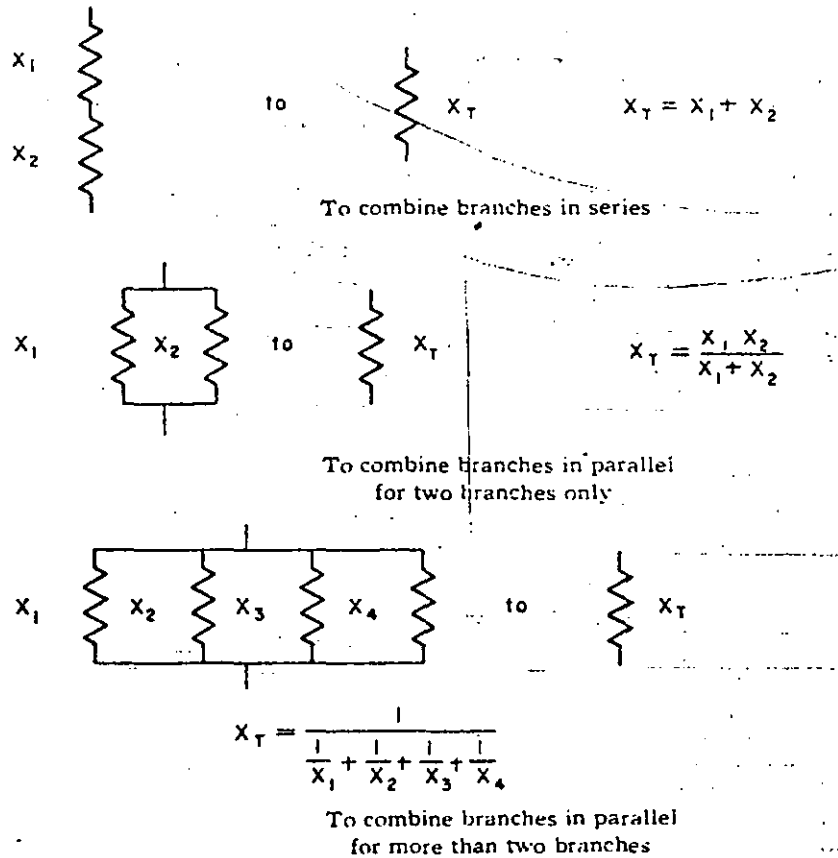 X₁
X₂
to
X_T
X_T = X₁ + X₂
To combine branches in series
X₁
X₂
to
X_T
X_T = X₁ X₂ / (X₁ + X₂)
To combine branches in parallel
for two branches only
X₁ X₂ X₃ X₄ to X_T
X_T = 1 / (1/X₁ + 1/X₂ + 1/X₃ + 1/X₄)
To combine branches in parallel
for more than two branches